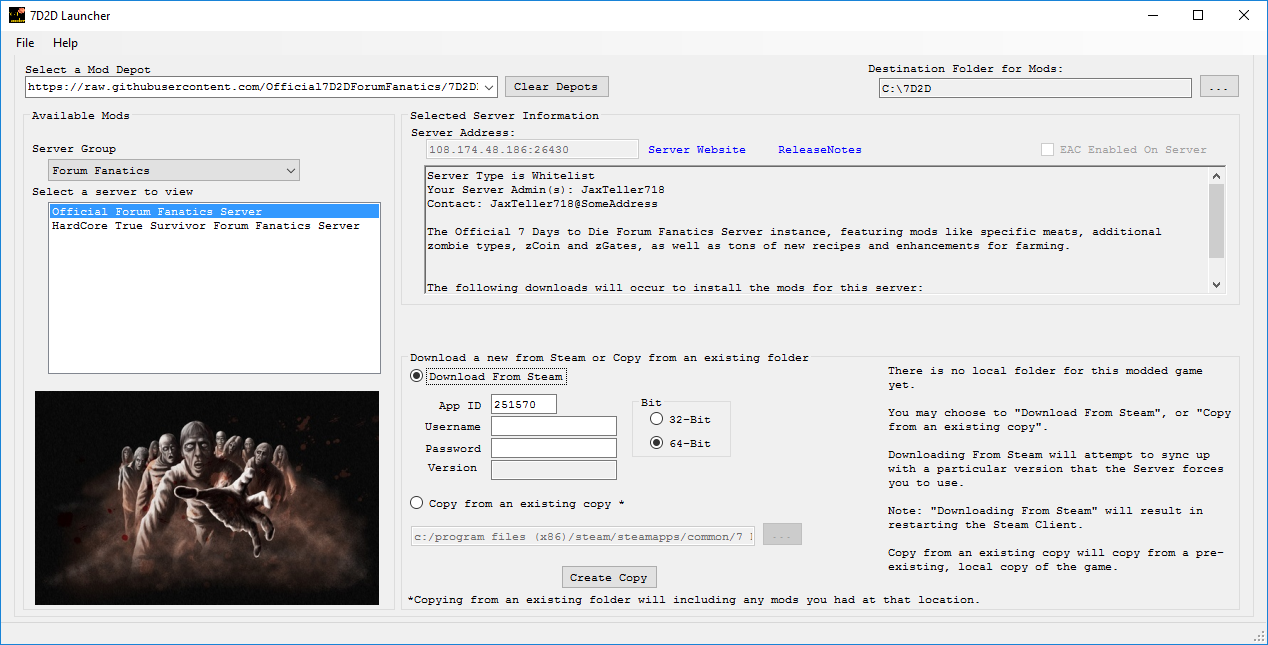 7D2D Launcher
File Help
Select a Mod Depot
https://raw.githubusercontent.com/Official7D2DForumFanatics/7D2D
Clear Depots
Destination Folder for Mods:
C:\7D2D
...
Available Mods
Server Group
Forum Fanatics
Select a server to view
Official Forum Fanatics Server
HardCore True Survivor Forum Fanatics Server
Selected Server Information
Server Address:
108.174.48.186:26430
Server Website
ReleaseNotes
EAC Enabled On Server
Server Type is Whitelist
Your Server Admin(s): JaxTeller718
Contact: JaxTeller718@SomeAddress
The Official 7 Days to Die Forum Fanatics Server instance, featuring mods like specific meats, additional
zombie types, zCoin and zGates, as well as tons of new recipes and enhancements for farming.
The following downloads will occur to install the mods for this server:
Download a new from Steam or Copy from an existing folder
Download From Steam
App ID 251570
Username
Password
Version
Bit
32-Bit
64-Bit
Copy from an existing copy *
c:/program files (x86)/steam/steamapps/common/7
...
Create Copy
*Copying from an existing folder will including any mods you had at that location.
There is no local folder for this modded game
yet.
You may choose to "Download From Steam", or "Copy
from an existing copy".
Downloading From Steam will attempt to sync up
with a particular version that the Server forces
you to use.
Note: "Downloading From Steam" will result in
restarting the Steam Client.
Copy from an existing copy will copy from a pre-
existing, local copy of the game.